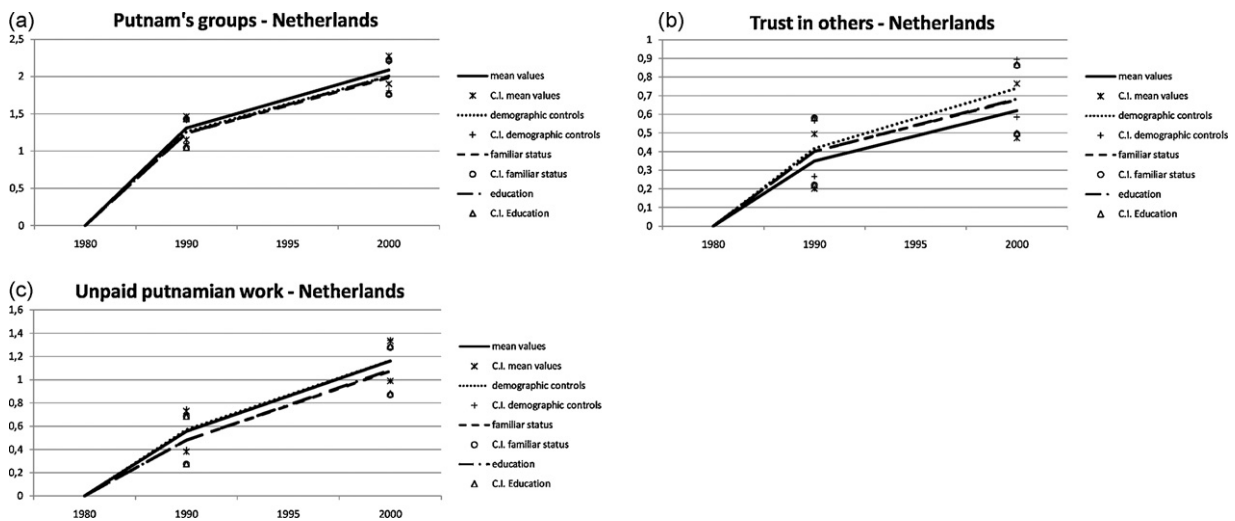 (a)
Putnam's groups - Netherlands
2,5
2
1,5
1
0,5
0
1980
1990
1995
2000
mean values
C.I. mean values
demographic controls
C.I. demographic controls
familiar status
C.I. familiar status
education
C.I. Education
(b)
Trust in others - Netherlands
1
0,9
0,8
0,7
0,6
0,5
0,4
0,3
0,2
0,1
0
1980
1990
1995
2000
mean values
C.I. mean values
demographic controls
C.I. demographic controls
familiar status
C.I. familiar status
education
C.I. Education
(c)
Unpaid putnamian work - Netherlands
1,6
1,4
1,2
1
0,8
0,6
0,4
0,2
0
1980
1990
1995
2000
mean values
C.I. mean values
demographic controls
C.I. demographic controls
familiar status
C.I. familiar status
education
C.I. Education